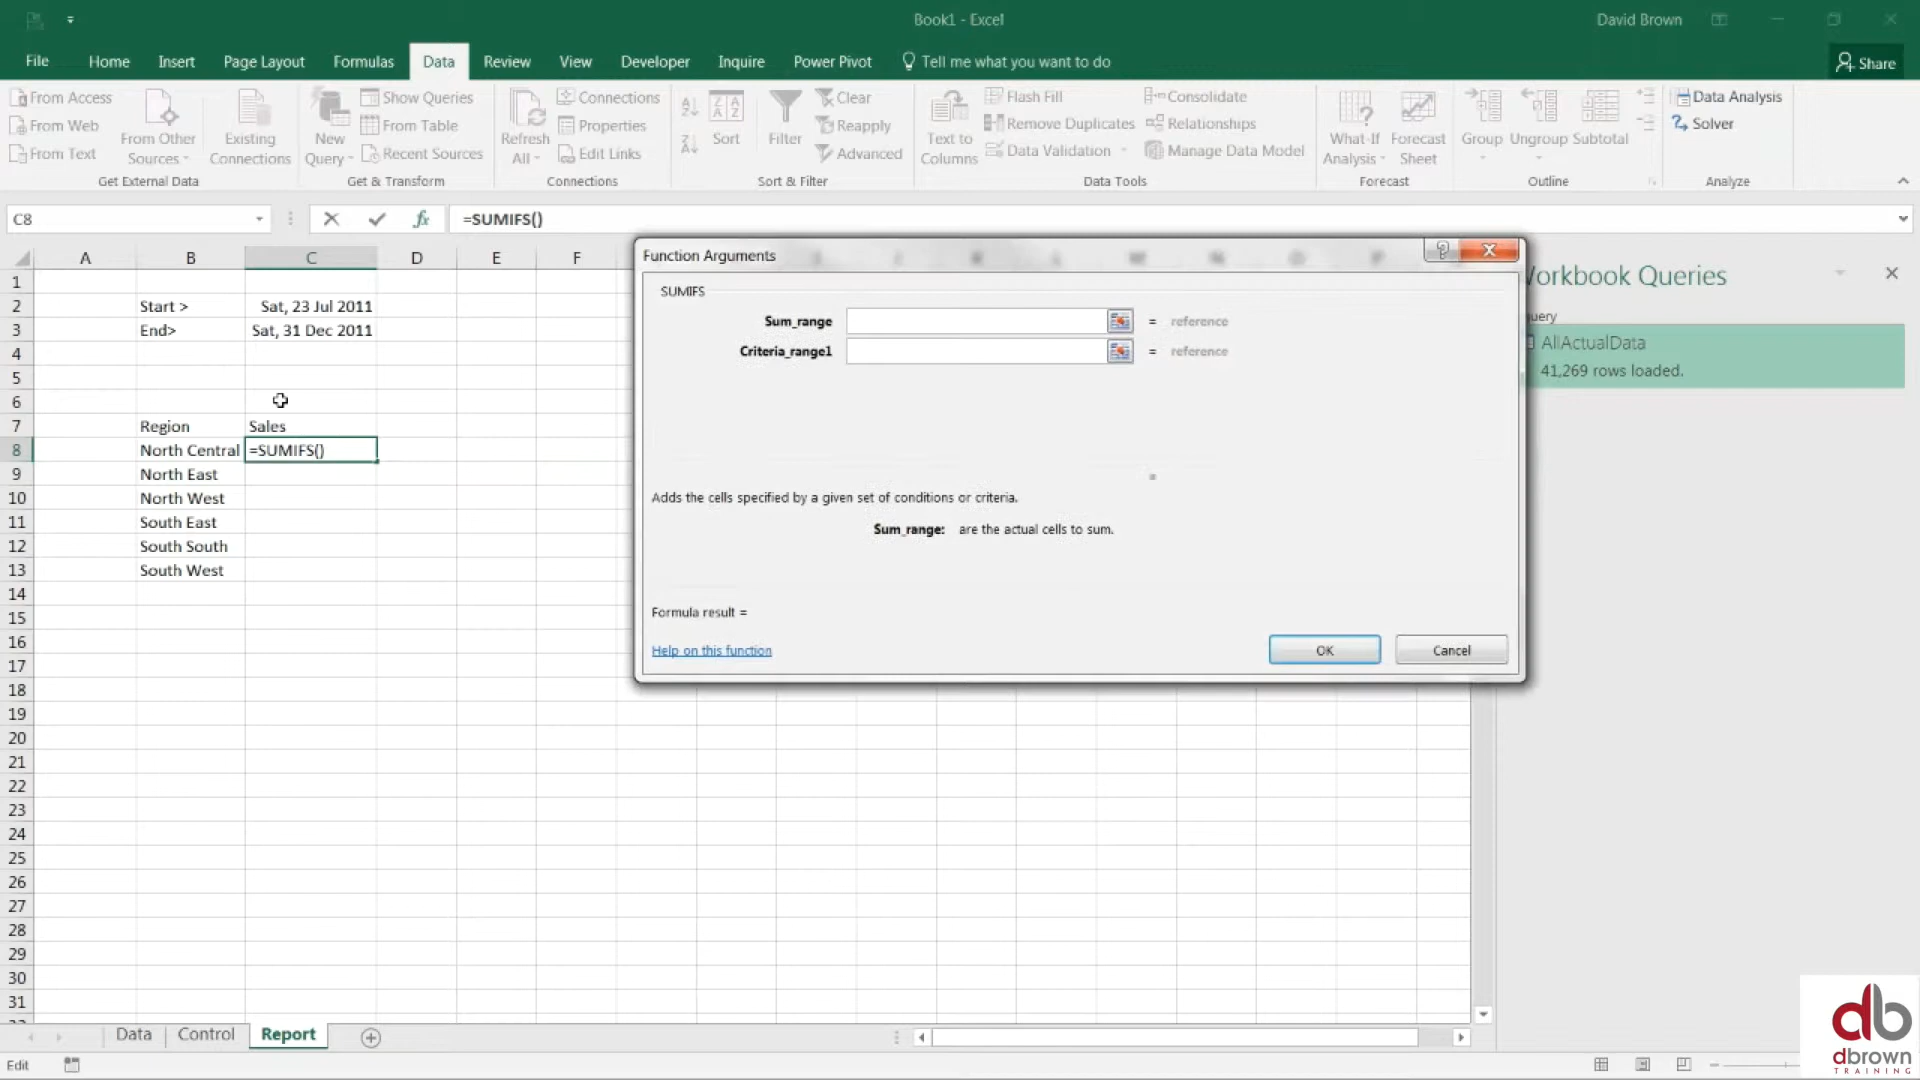 Book1 - Excel
David Brown
File Home Insert Page Layout Formulas Data Review View Developer Inquire Power Pivot Tell me what you want to do Share
From Access
From Web
From Text
From Other
Sources
Existing
Connections
Get External Data
New
Query
Show Queries
From Table
Recent Sources
Get & Transform
Refresh
All
Connections
Properties
Edit Links
Connections
Sort
Filter
Clear
Reapply
Advanced
Sort & Filter
Text to
Columns
Flash Fill
Remove Duplicates
Data Validation
Consolidate
Relationships
Manage Data Model
Data Tools
What-If
Analysis
Forecast
Sheet
Forecast
Group
Ungroup
Subtotal
Outline
Data Analysis
Solver
Analyze
C8
fx
=SUMIFS()
A B C D E F
1
2 Start > Sat, 23 Jul 2011
3 End> Sat, 31 Dec 2011
4
5
6
7 Region Sales
8 North Central =SUMIFS()
9 North East
10 North West
11 South East
12 South South
13 South West
14
15
16
17
18
19
20
21
22
23
24
25
26
27
28
29
30
31
Function Arguments
?
SUMIFS
Sum_range = reference
Criteria_range1 = reference
=
Adds the cells specified by a given set of conditions or criteria.
Sum_range: are the actual cells to sum.
Formula result =
Help on this function
OK
Cancel
orkbook Queries
uery
AllActualData
41,269 rows loaded.
Data Control Report
Edit
db
dbrown
TRAINING